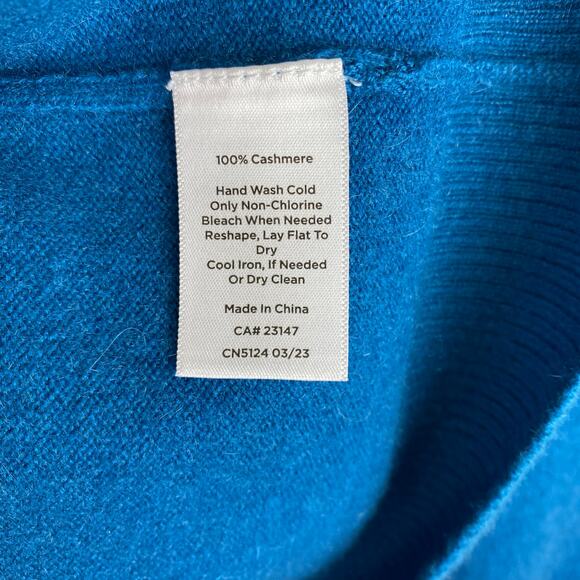 100% Cashmere
Hand Wash Cold
Only Non-Chlorine
Bleach When Needed
Reshape, Lay Flat To
Dry
Cool Iron, If Needed
Or Dry Clean
Made In China
CA# 23147
CN5124 03/23